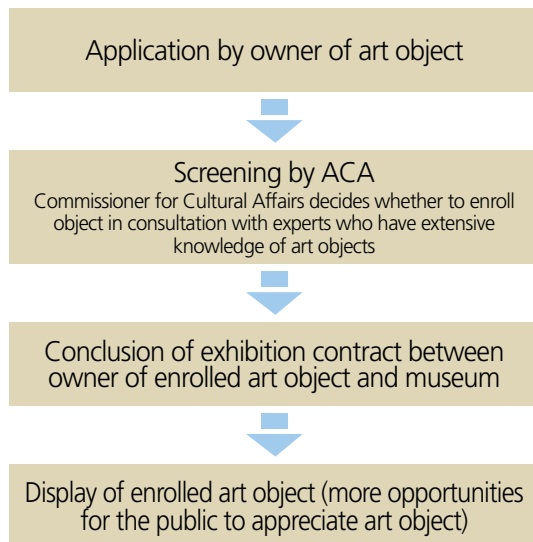 Application by owner of art object
Screening by ACA
Commissioner for Cultural Affairs decides whether to enroll
object in consultation with experts who have extensive
knowledge of art objects
Conclusion of exhibition contract between
owner of enrolled art object and museum
Display of enrolled art object (more opportunities
for the public to appreciate art object)